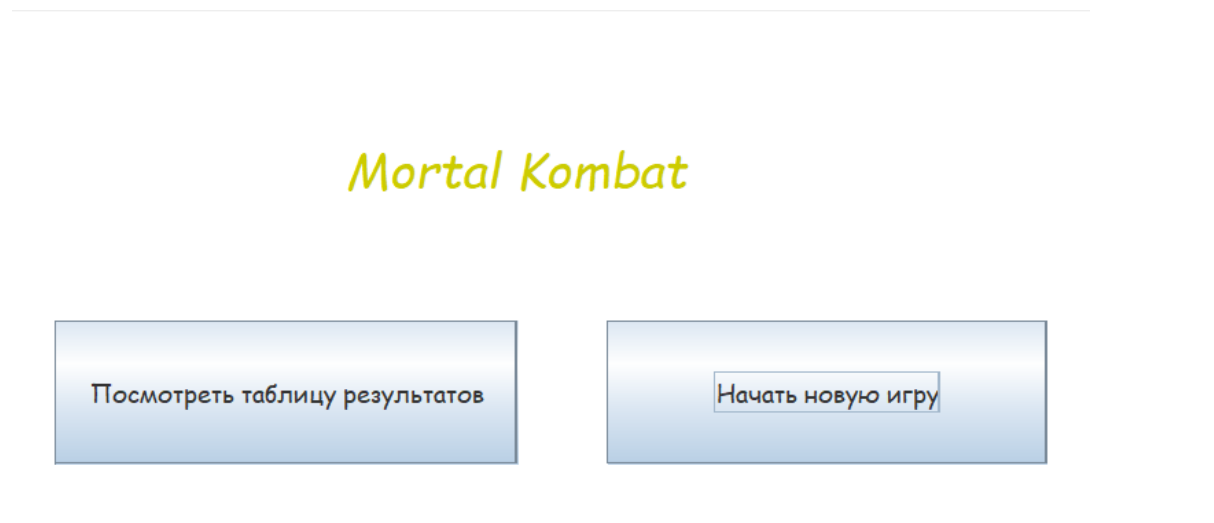 Mortal Kombat
Посмотреть таблицу результатов
Начать новую игру